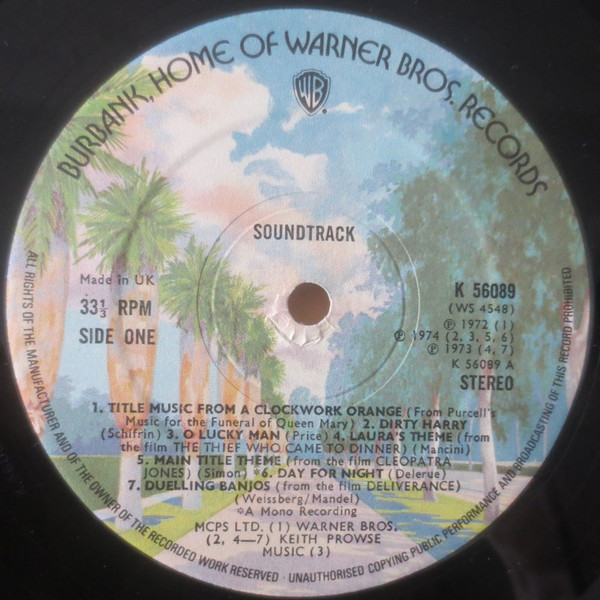 BURBANK, HOME OF WARNER BROS. RECORDS
WB
SOUNDTRACK
Made in UK
33⅓ RPM
SIDE ONE
K 56089
(WS 4548)
℗ 1972 (1)
℗ 1974 (2, 3, 5, 6)
℗ 1973 (4, 7)
K 56089 A
STEREO
1. TITLE MUSIC FROM A CLOCKWORK ORANGE (From Purcell's
Music for the Funeral of Queen Mary) 2. DIRTY HARRY
(Schifrin) 3. O LUCKY MAN (Price) 4. LAURA'S THEME (from
the film THE THIEF WHO CAME TO DINNER) (Mancini)
5. MAIN TITLE THEME (from the film CLEOPATRA
JONES) (Simon) *6. DAY FOR NIGHT (Delerue)
7. DUELLING BANJOS (from the film DELIVERANCE)
(Weissberg/Mandel)
*A Mono Recording
MCPS LTD. (1) WARNER BROS.
(2, 4—7) KEITH PROWSE
MUSIC (3)
ALL RIGHTS OF THE MANUFACTURER AND OF THE OWNER OF THE RECORDED WORK RESERVED · UNAUTHORISED COPYING PUBLIC PERFORMANCE AND BROADCASTING OF THIS RECORD PROHIBITED